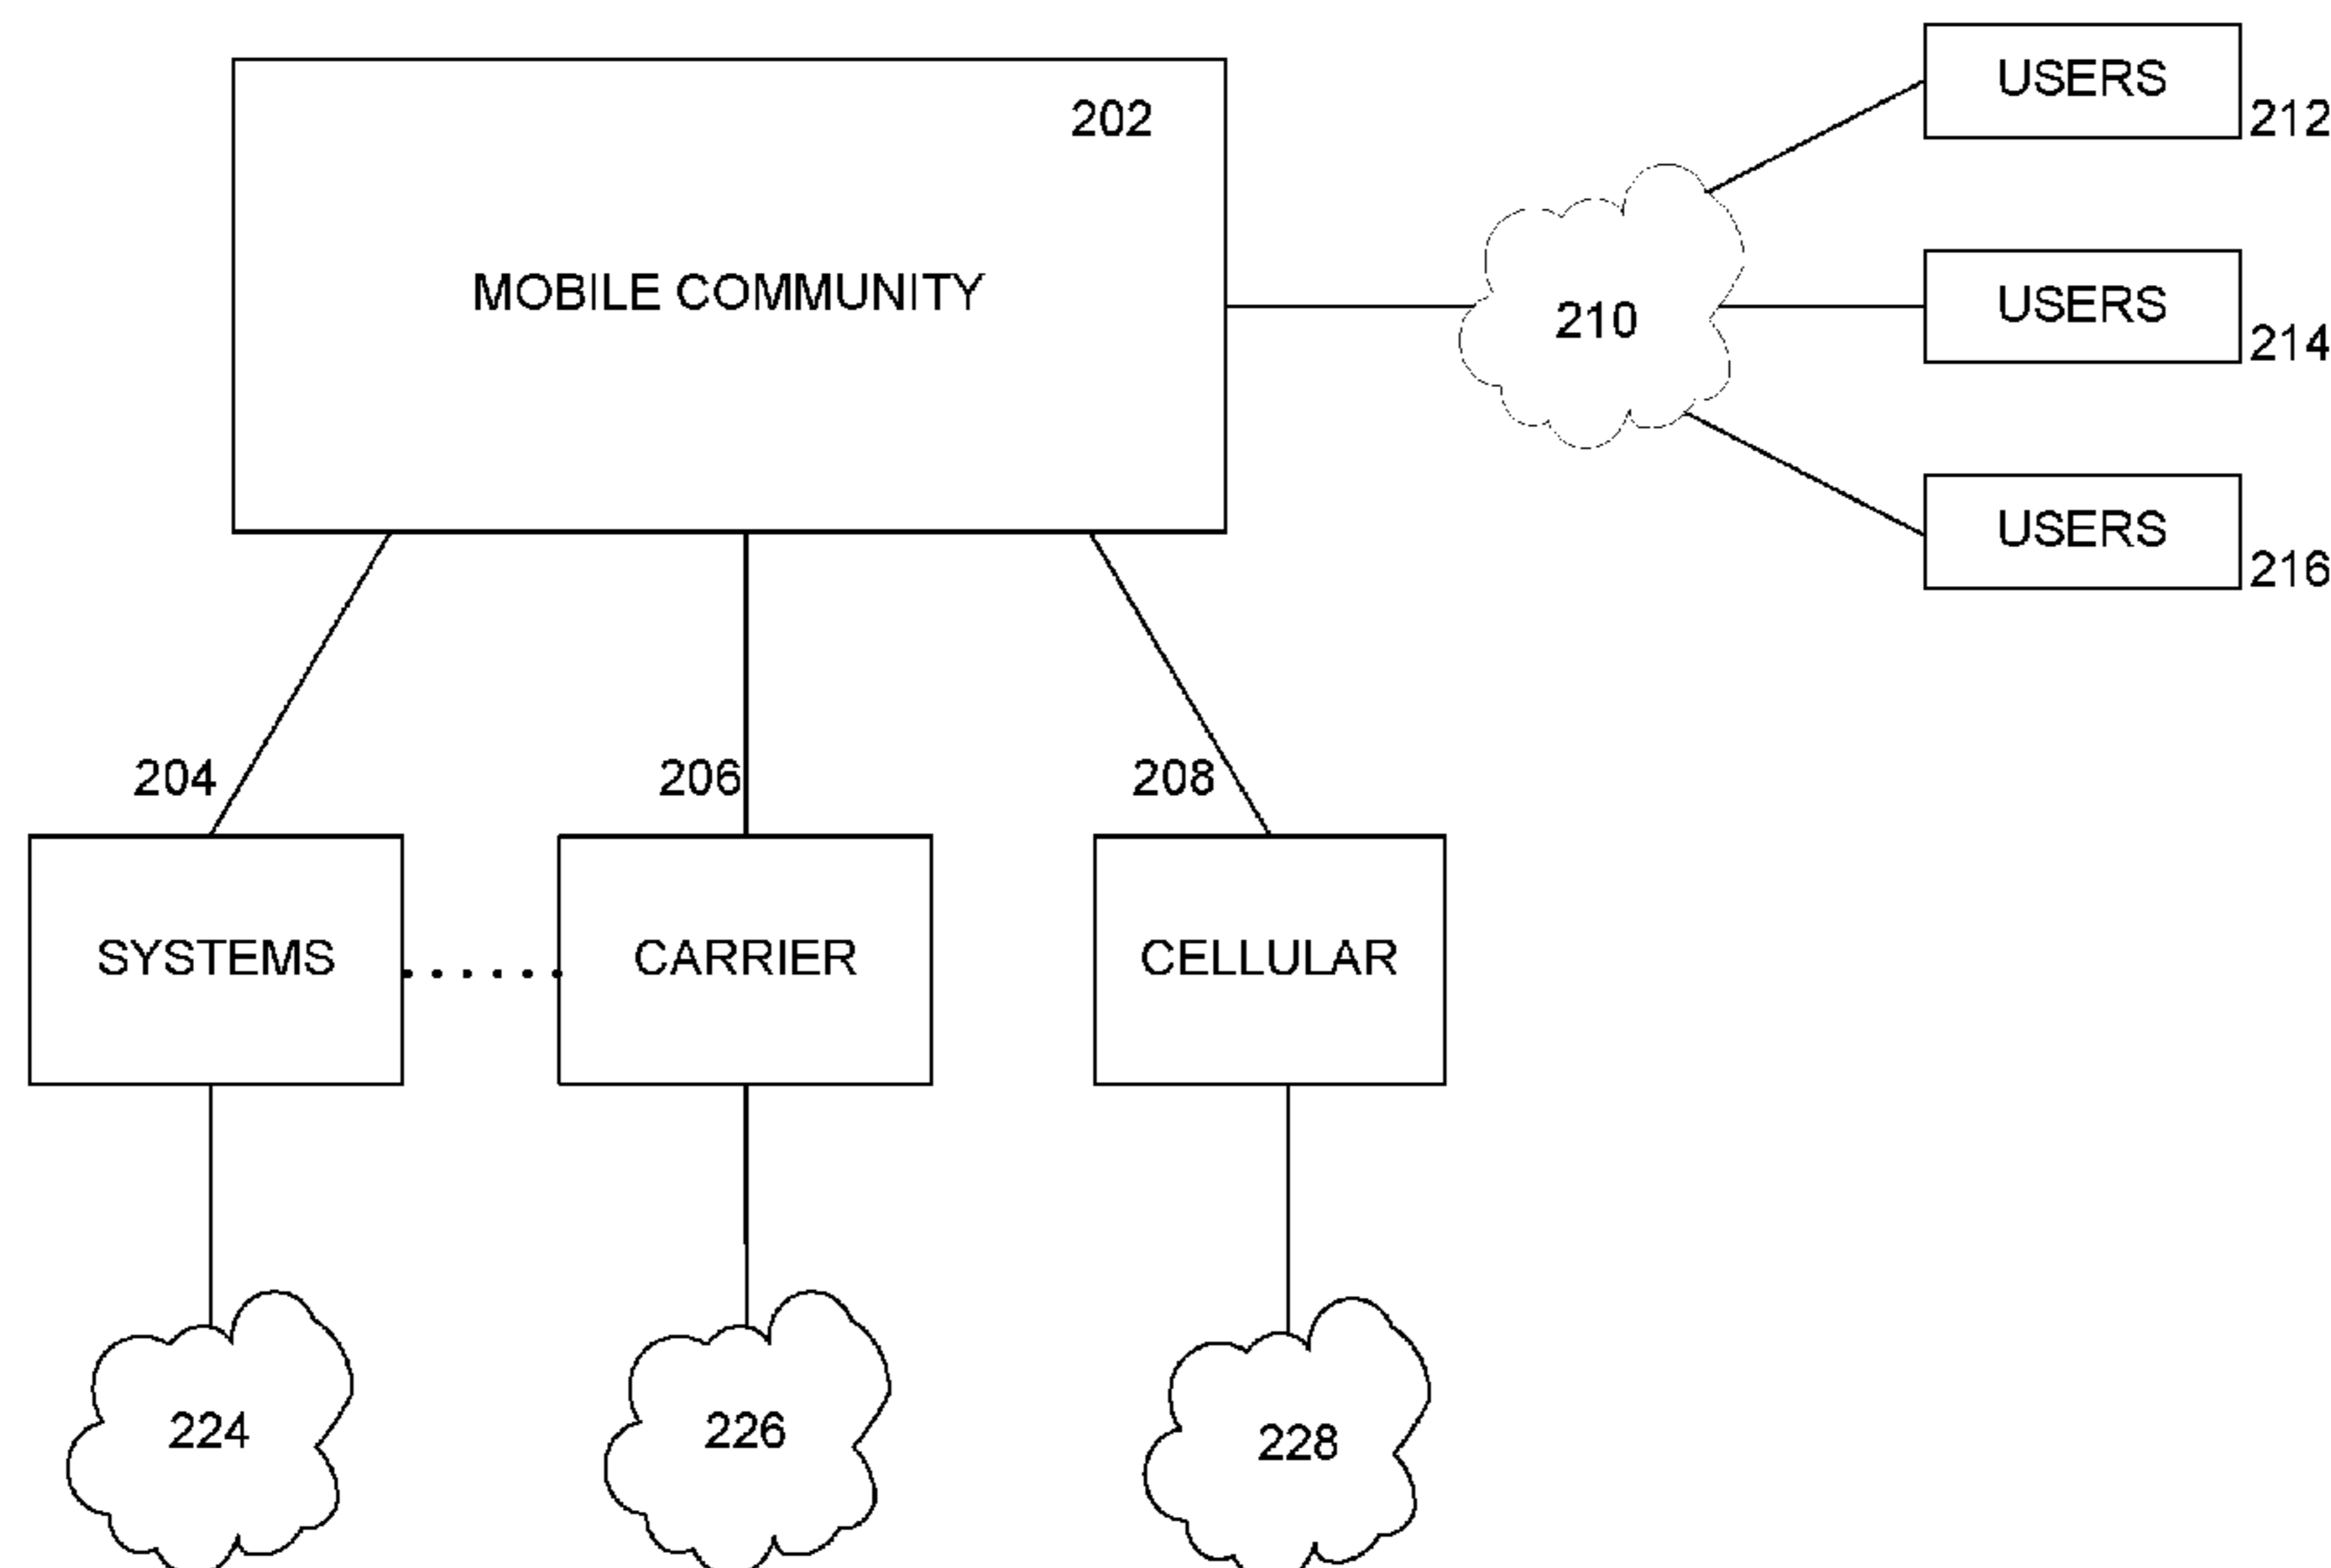 USERS
212
202
MOBILE COMMUNITY
210
USERS
214
USERS
216
204
206
208
SYSTEMS
CARRIER
CELLULAR
224
226
228